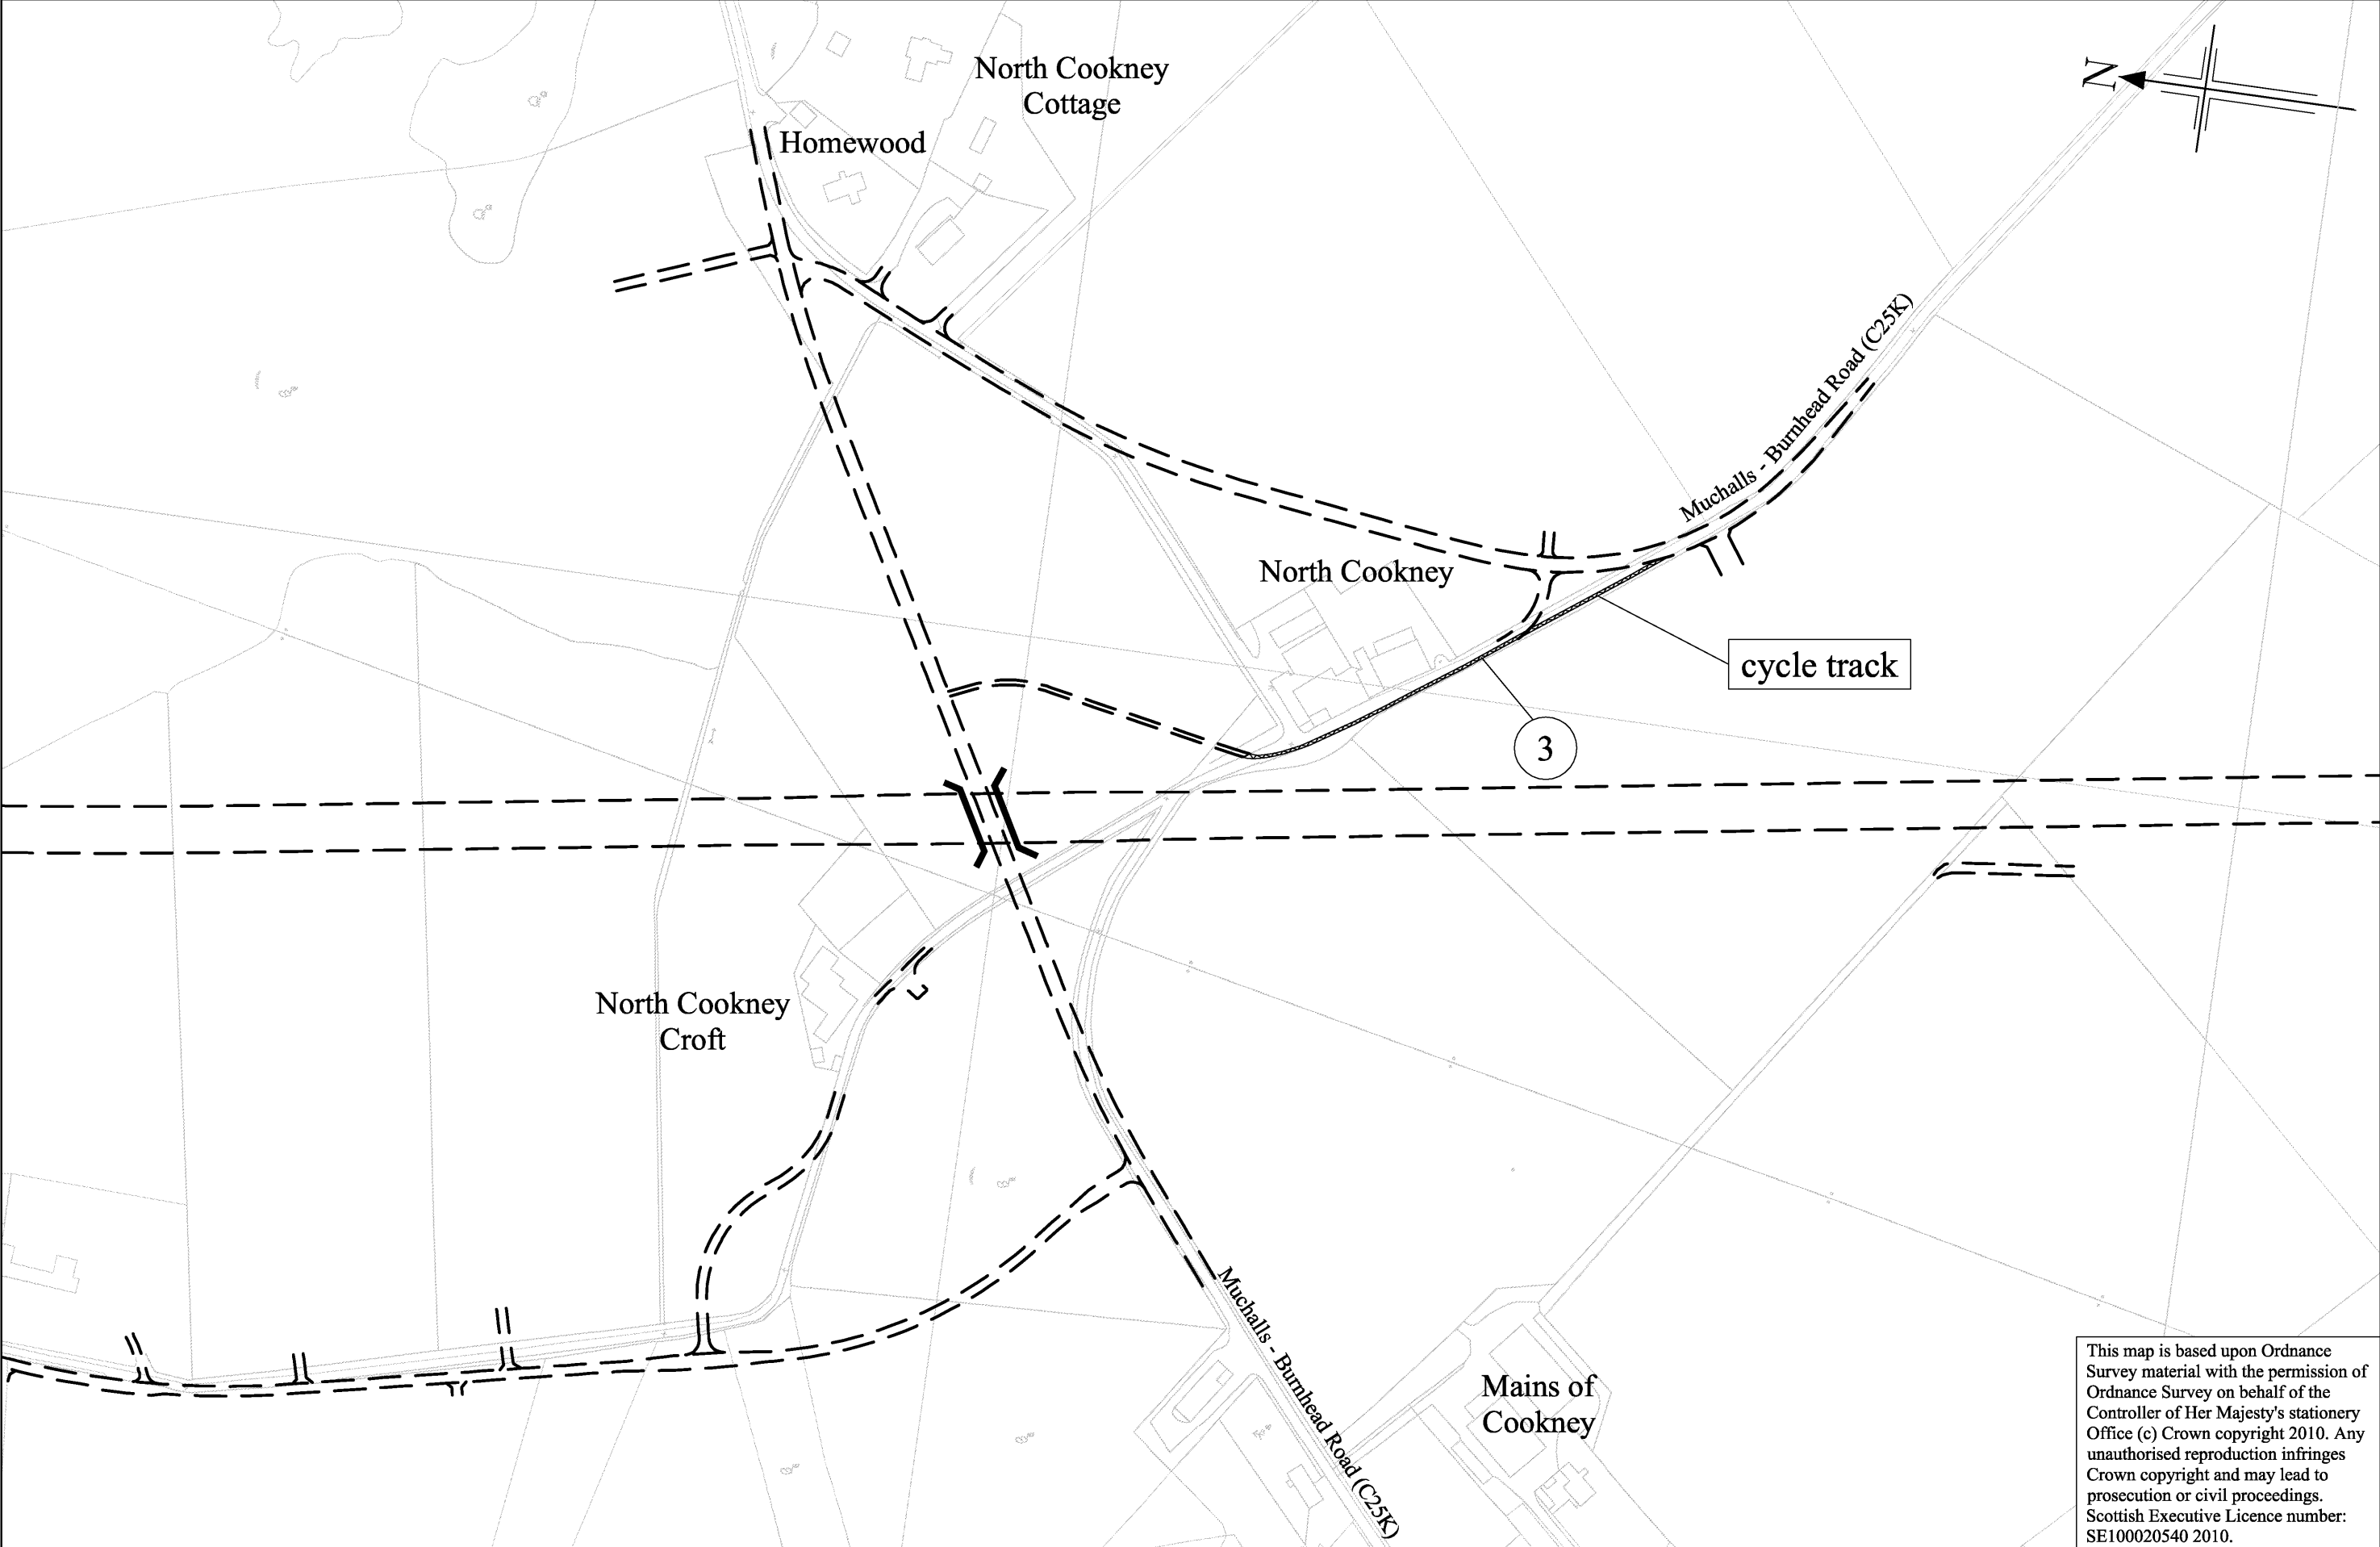 North Cookney
Cottage
N
Homewood
Muchalls - Burnhead Road (C25K)
North Cookney
cycle track
3
North Cookney
Croft
Muchalls - Burnhead Road (C25K)
Mains of
Cookney
This map is based upon Ordnance
Survey material with the permission of
Ordnance Survey on behalf of the
Controller of Her Majesty's stationery
Office (c) Crown copyright 2010. Any
unauthorised reproduction infringes
Crown copyright and may lead to
prosecution or civil proceedings.
Scottish Executive Licence number:
SE100020540 2010.